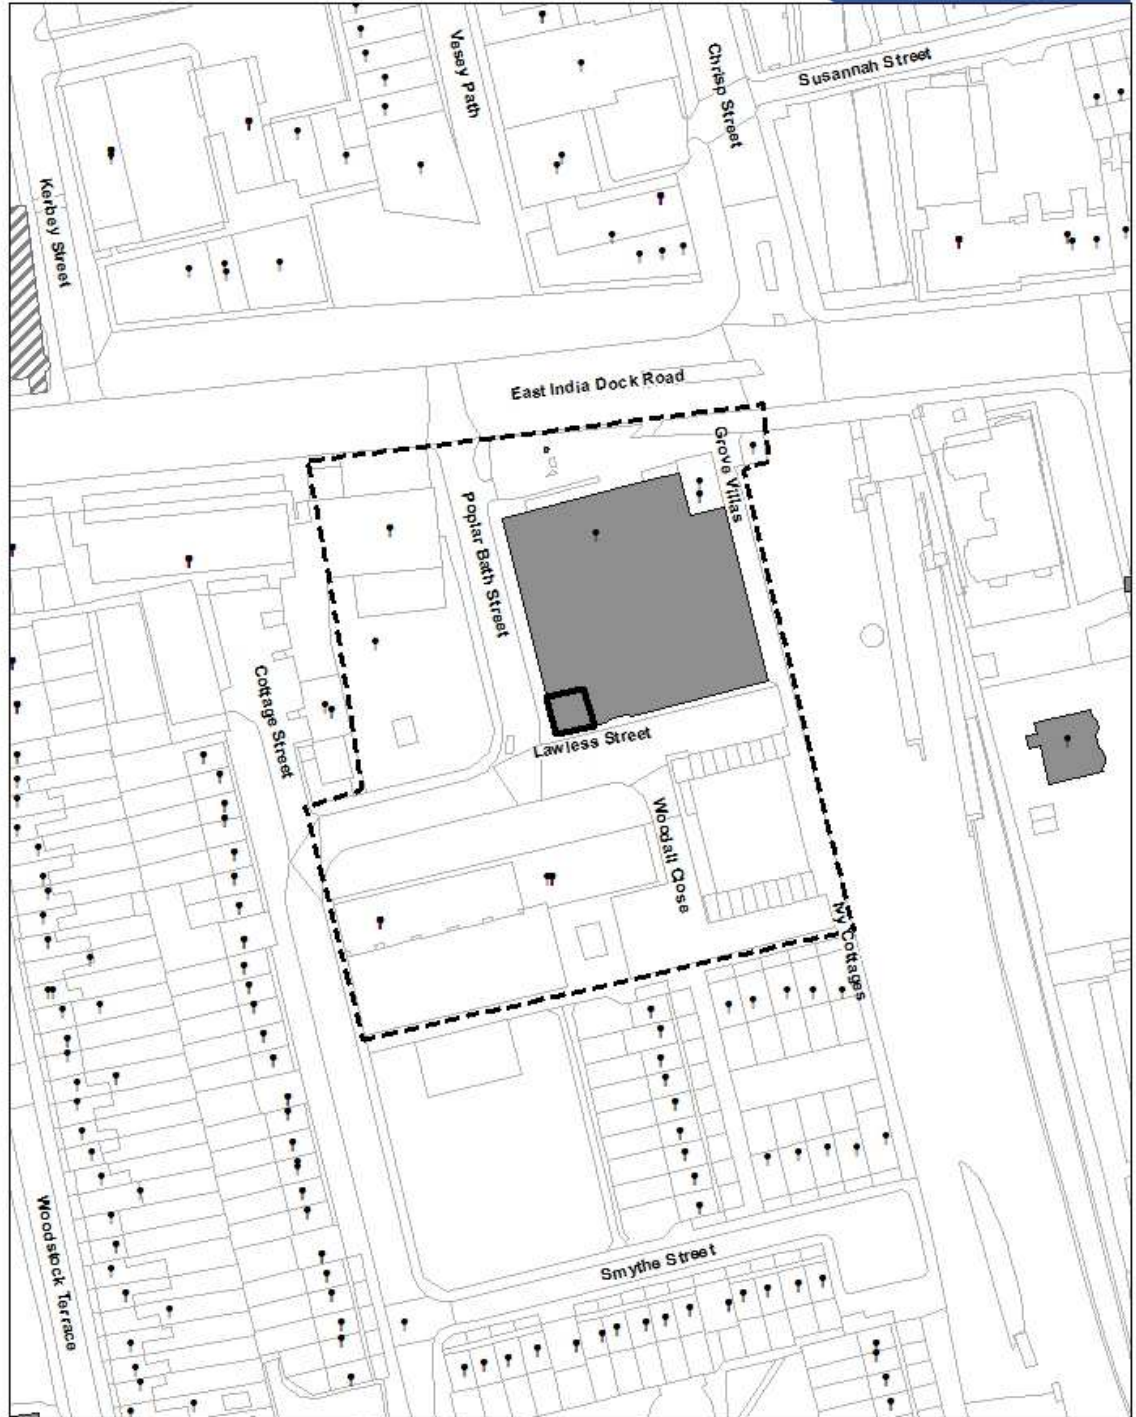 Vesey Path
Chrisp Street
Susannah Street
Kerbey Street
East India Dock Road
Grove Villas
Poplar Bath Street
Cottage Street
Lawless Street
Woodall Close
Ivy Cottages
Woodstock Terrace
Smythe Street